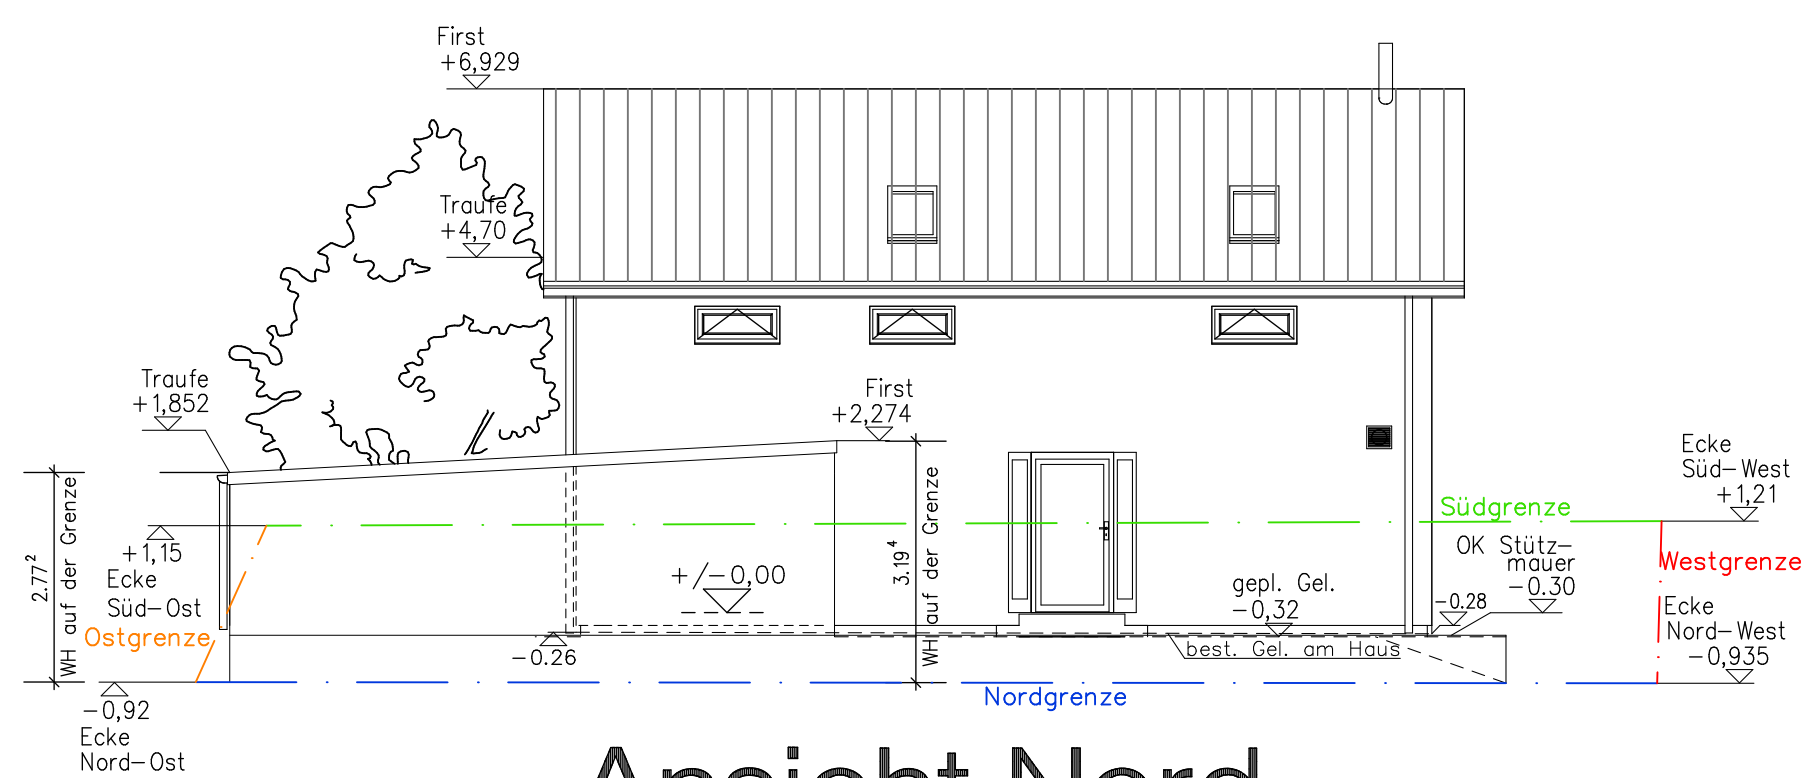 First
+6,929
Traufe
+4,70
Traufe
+1,852
First
+2,274
Ecke
Süd-West
+1,21
Südgrenze
OK Stütz-
mauer
-0.30
Westgrenze
+1,15
Ecke
Süd-Ost
Ostgrenze
2.77²
WH auf der Grenze
3.19⁴
WH auf der Grenze
+/-0,00
gepl. Gel.
-0,32
-0.28
Ecke
Nord-West
-0,935
-0.26
best. Gel. am Haus
Nordgrenze
-0,92
Ecke
Nord-Ost
Ansicht Nord